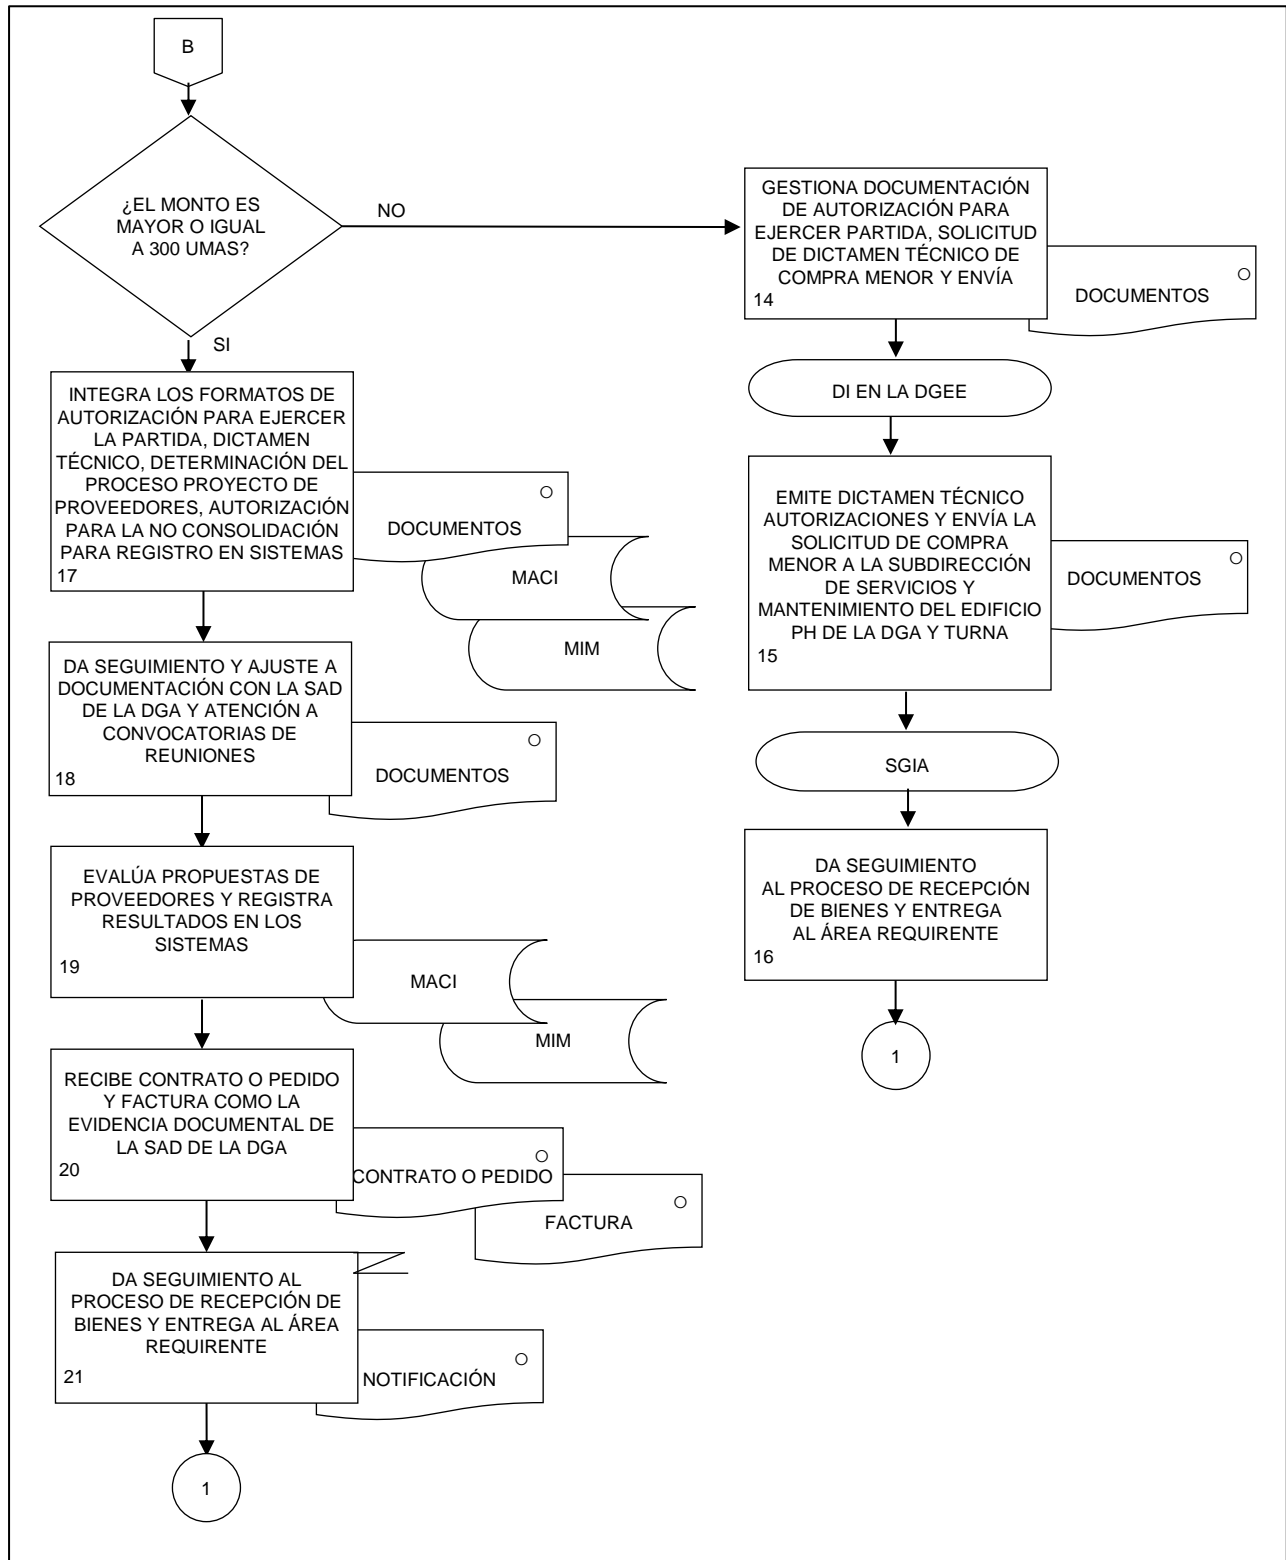 B
¿EL MONTO ES
MAYOR O IGUAL
A 300 UMAS?
NO
SI
GESTIONA DOCUMENTACIÓN
DE AUTORIZACIÓN PARA
EJERCER PARTIDA, SOLICITUD
DE DICTAMEN TÉCNICO DE
COMPRA MENOR Y ENVÍA
14
DOCUMENTOS
DI EN LA DGEE
EMITE DICTAMEN TÉCNICO
AUTORIZACIONES Y ENVÍA LA
SOLICITUD DE COMPRA
MENOR A LA SUBDIRECCIÓN
DE SERVICIOS Y
MANTENIMIENTO DEL EDIFICIO
PH DE LA DGA Y TURNA
15
DOCUMENTOS
SGIA
DA SEGUIMIENTO
AL PROCESO DE RECEPCIÓN
DE BIENES Y ENTREGA
AL ÁREA REQUIRENTE
16
1
INTEGRA LOS FORMATOS DE
AUTORIZACIÓN PARA EJERCER
LA PARTIDA, DICTAMEN
TÉCNICO, DETERMINACIÓN DEL
PROCESO PROYECTO DE
PROVEEDORES, AUTORIZACIÓN
PARA LA NO CONSOLIDACIÓN
PARA REGISTRO EN SISTEMAS
17
DOCUMENTOS
MACI
MIM
DA SEGUIMIENTO Y AJUSTE A
DOCUMENTACIÓN CON LA SAD
DE LA DGA Y ATENCIÓN A
CONVOCATORIAS DE
REUNIONES
18
DOCUMENTOS
EVALÚA PROPUESTAS DE
PROVEEDORES Y REGISTRA
RESULTADOS EN LOS
SISTEMAS
19
MACI
MIM
RECIBE CONTRATO O PEDIDO
Y FACTURA COMO LA
EVIDENCIA DOCUMENTAL DE
LA SAD DE LA DGA
20
CONTRATO O PEDIDO
FACTURA
DA SEGUIMIENTO AL
PROCESO DE RECEPCIÓN DE
BIENES Y ENTREGA AL ÁREA
REQUIRENTE
21
NOTIFICACIÓN
1